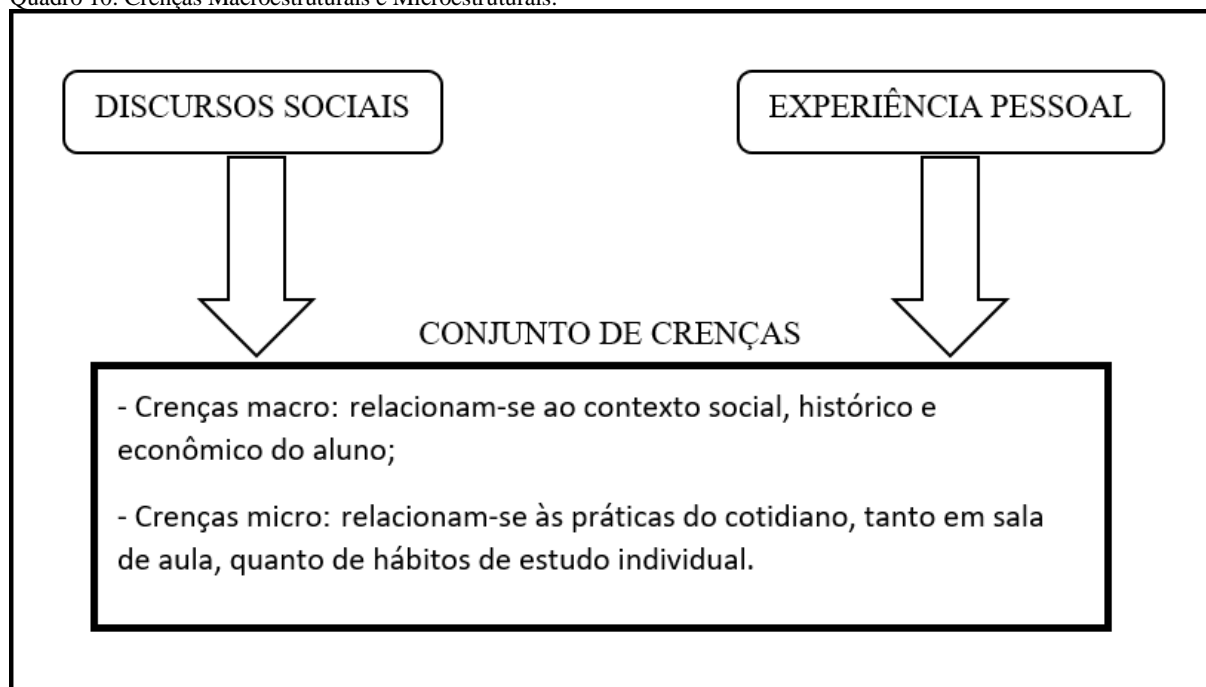 Quadro 10: Crenças Macroestruturais e Microestruturais.
DISCURSOS SOCIAIS
EXPERIÊNCIA PESSOAL
CONJUNTO DE CRENÇAS
- Crenças macro: relacionam-se ao contexto social, histórico e
econômico do aluno;
- Crenças micro: relacionam-se às práticas do cotidiano, tanto em sala
de aula, quanto de hábitos de estudo individual.